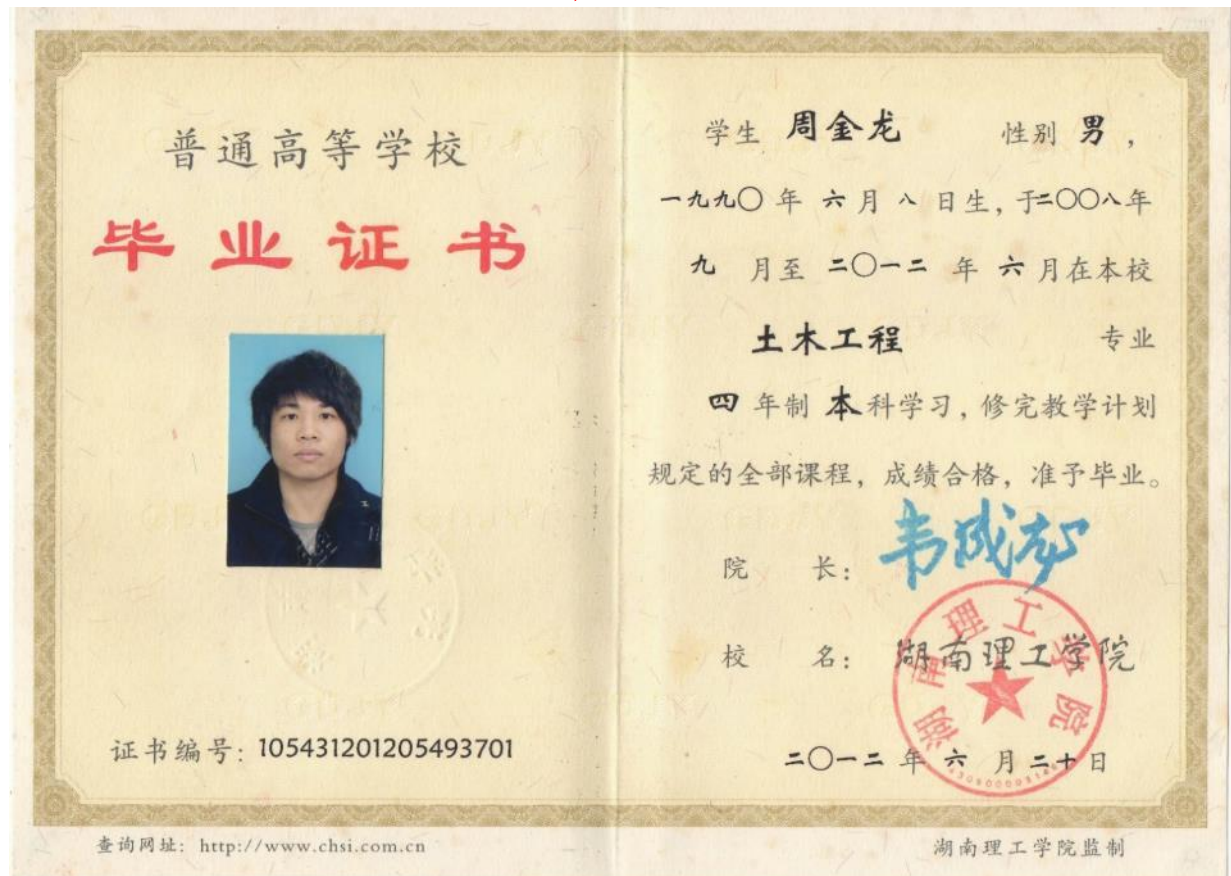 普通高等学校
毕业证书
证书编号: 105431201205493701
查询网址: http://www.chsi.com.cn
学生 周金龙 性别 男,
一九九〇年 六月 八 日生, 于二〇〇八年
九 月至 二〇一二 年 六月在本校
土木工程 专业
四 年制 本科学习, 修完教学计划
规定的全部课程, 成绩合格, 准予毕业。
院 长:
校 名: 湖南理工学院
湖南理工学院
二〇一二 年 六 月 二十日
湖南理工学院监制